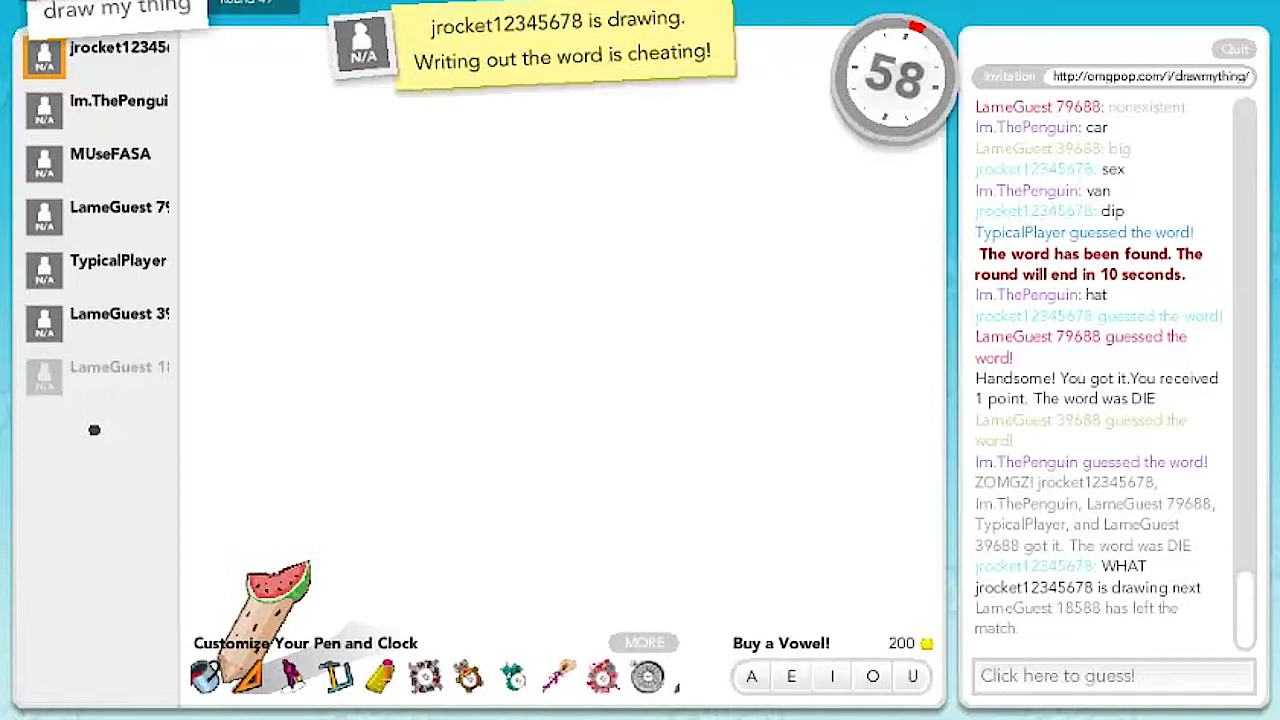 draw my thing
jrocket12345678 is drawing.
Writing out the word is cheating!
N/A
58
jrocket12345
N/A
Im.ThePengui
N/A
MUseFASA
N/A
LameGuest 79
N/A
TypicalPlayer
N/A
LameGuest 39
N/A
LameGuest 18
N/A
Customize Your Pen and Clock
MORE
Buy a Vowel!
200
A E I O U
Quit
Invitation http://omgpop.com/i/drawmything/
LameGuest 79688: nonexistent
Im.ThePenguin: car
LameGuest 39688: big
jrocket12345678: sex
Im.ThePenguin: van
jrocket12345678: dip
TypicalPlayer guessed the word!
The word has been found. The
round will end in 10 seconds.
Im.ThePenguin: hat
jrocket12345678 guessed the word!
LameGuest 79688 guessed the
word!
Handsome! You got it.You received
1 point. The word was DIE
LameGuest 39688 guessed the
word!
Im.ThePenguin guessed the word!
ZOMGZ! jrocket12345678,
Im.ThePenguin, LameGuest 79688,
TypicalPlayer, and LameGuest
39688 got it. The word was DIE
jrocket12345678: WHAT
jrocket12345678 is drawing next
LameGuest 18588 has left the
match.
Click here to guess!